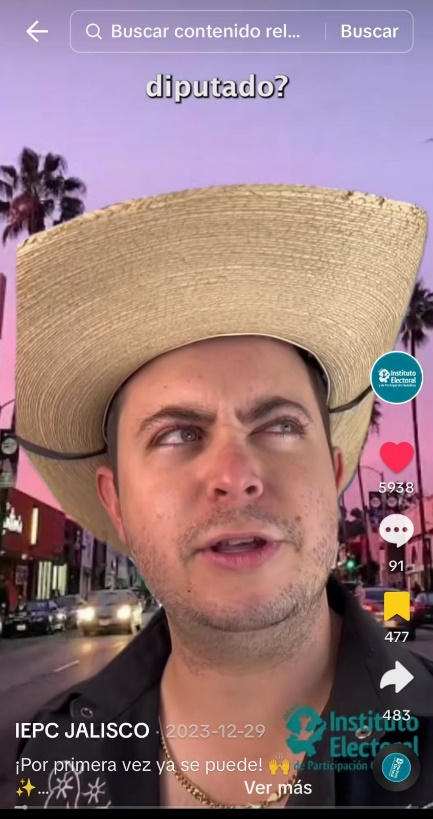 Buscar contenido rel...
Buscar
diputado?
Instituto
Electoral
5938
91
477
483
IEPC JALISCO · 2023-12-29
Instituto
Electoral
de Participación
¡Por primera vez ya se puede! 🙌
✨...
Ver más